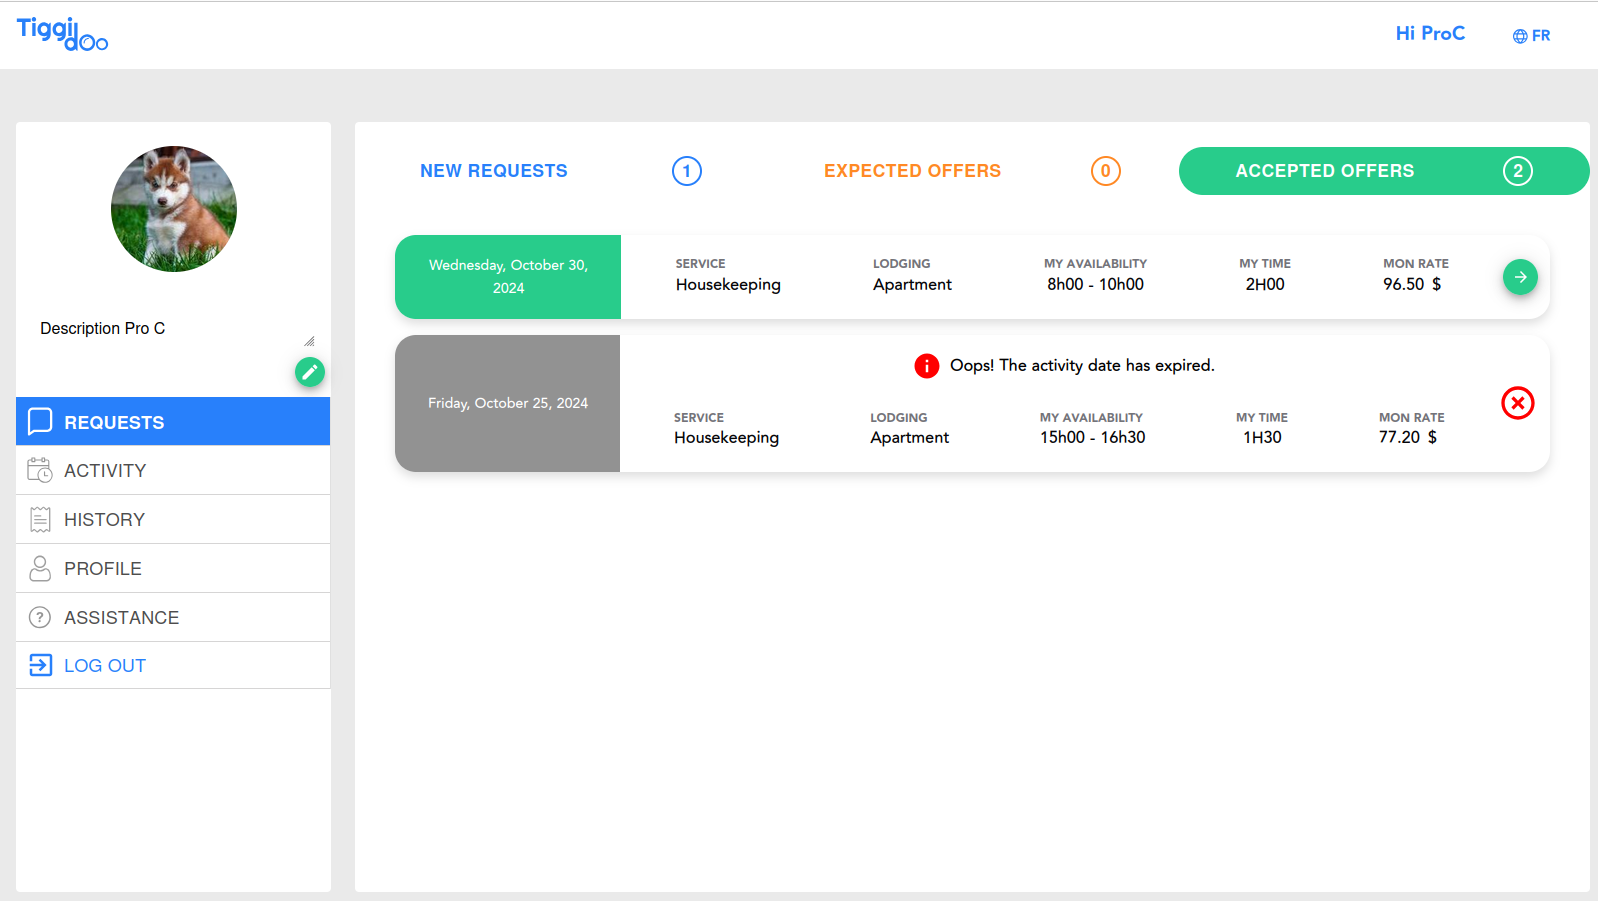 Tiggidoo
Hi ProC
FR
Description Pro C
REQUESTS
ACTIVITY
HISTORY
PROFILE
? ASSISTANCE
LOG OUT
NEW REQUESTS 1
EXPECTED OFFERS 0
ACCEPTED OFFERS 2
Wednesday, October 30,
2024
SERVICE LODGING MY AVAILABILITY MY TIME MON RATE
Housekeeping Apartment 8h00 - 10h00 2H00 96.50 $
Friday, October 25, 2024
Oops! The activity date has expired.
SERVICE LODGING MY AVAILABILITY MY TIME MON RATE
Housekeeping Apartment 15h00 - 16h30 1H30 77.20 $